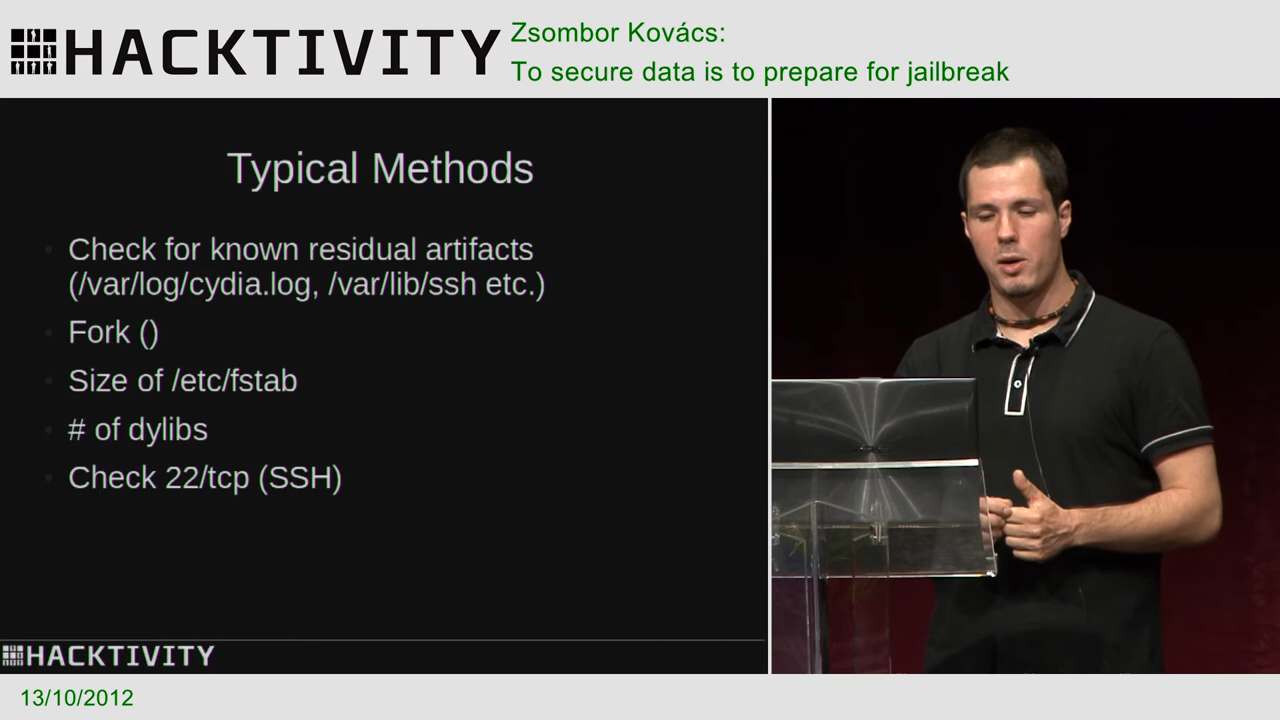 HACKTIVITY
Zsombor Kovács:
To secure data is to prepare for jailbreak
Typical Methods
Check for known residual artifacts
(/var/log/cydia.log, /var/lib/ssh etc.)
Fork ()
Size of /etc/fstab
# of dylibs
Check 22/tcp (SSH)
HACKTIVITY
13/10/2012